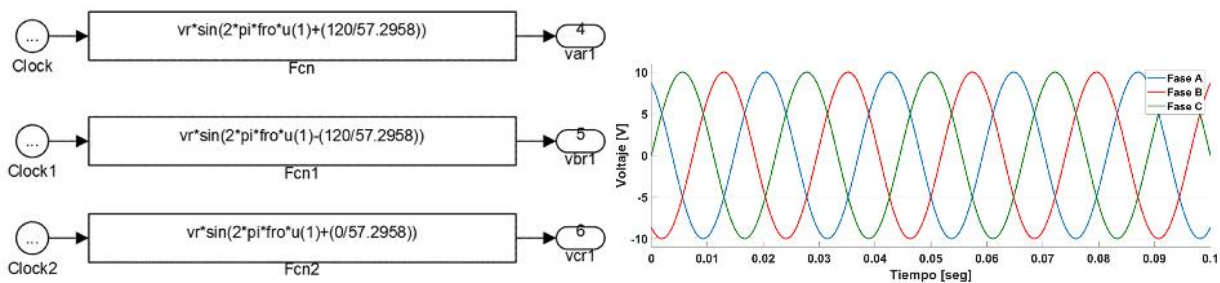 vr*sin(2*pi*fro*u(1)+(120/57.2958))
...
4
Clock
Fcn
var1
vr*sin(2*pi*fro*u(1)-(120/57.2958))
...
5
Clock1
Fcn1
vbr1
vr*sin(2*pi*fro*u(1)+(0/57.2958))
...
6
Clock2
Fcn2
vcr1
Voltaje [V]
10
5
0
-5
-10
Fase A
Fase B
Fase C
0 0.01 0.02 0.03 0.04 0.05 0.06 0.07 0.08 0.09 0.1
Tiempo [seg]